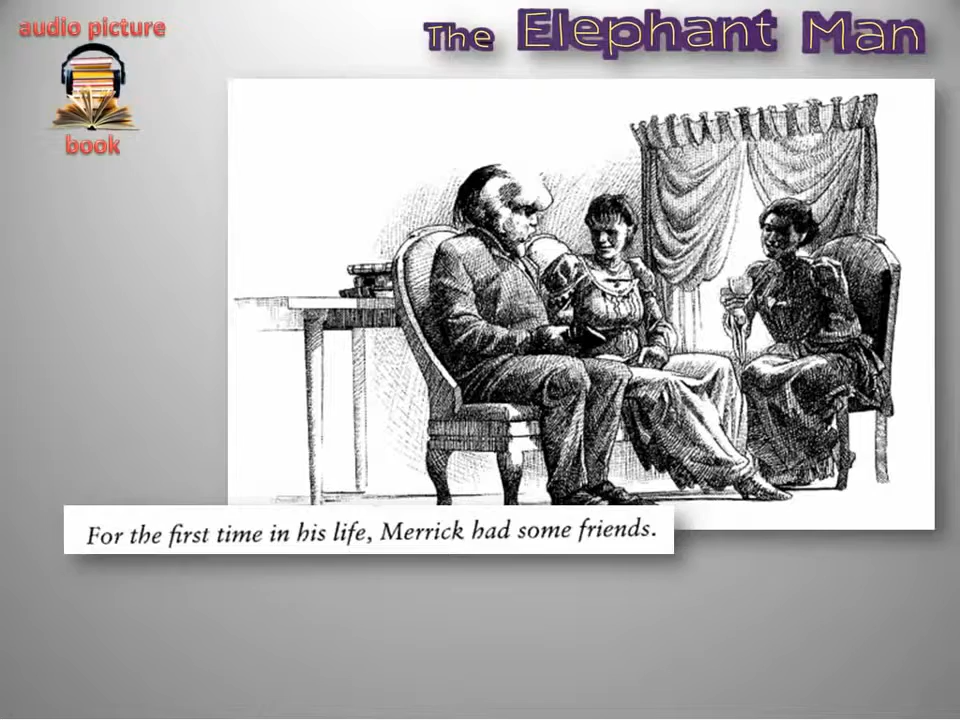 audio picture
book
The Elephant Man
For the first time in his life, Merrick had some friends.